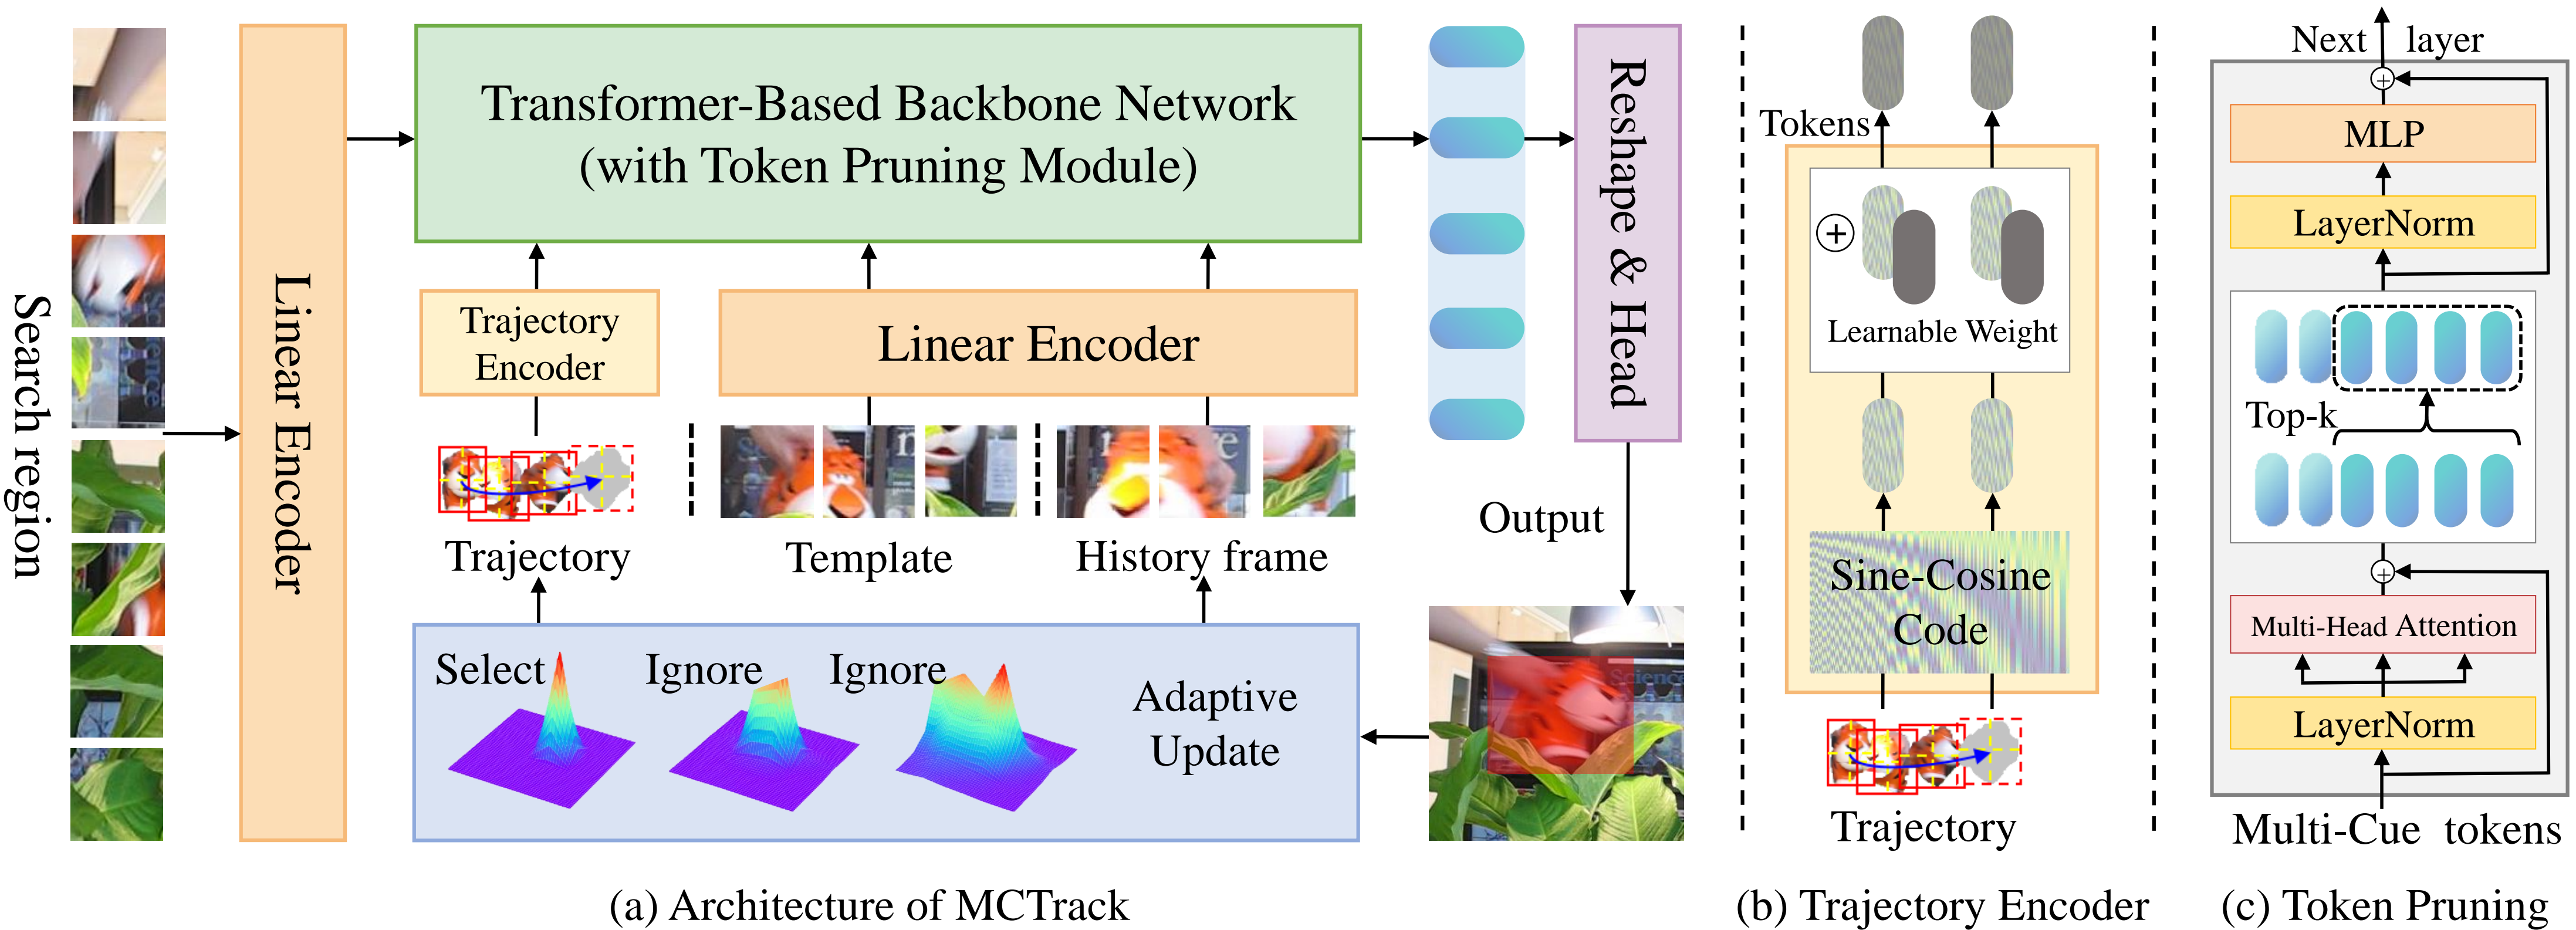 Search region
Linear Encoder
Transformer-Based Backbone Network
(with Token Pruning Module)
Trajectory
Encoder
Linear Encoder
Trajectory
Template
History frame
Select
Ignore
Ignore
Adaptive
Update
Reshape & Head
Output
(a) Architecture of MCTrack
Tokens
Learnable Weight
Sine-Cosine
Code
Trajectory
(b) Trajectory Encoder
Next layer
MLP
LayerNorm
Top-k
Multi-Head Attention
LayerNorm
Multi-Cue tokens
(c) Token Pruning